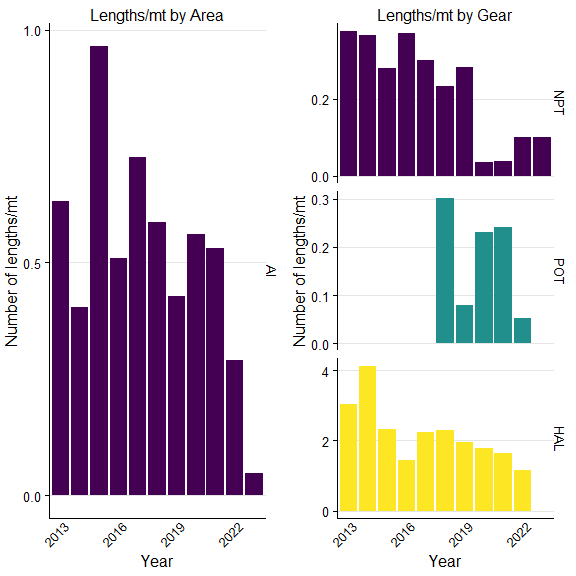 Lengths/mt by Area
Number of lengths/mt
1.0
0.5
0.0
AI
2013
2016
2019
2022
Year
Lengths/mt by Gear
Number of lengths/mt
0.2
0.0
NPT
0.3
0.2
0.1
0.0
POT
4
2
0
HAL
2013
2016
2019
2022
Year